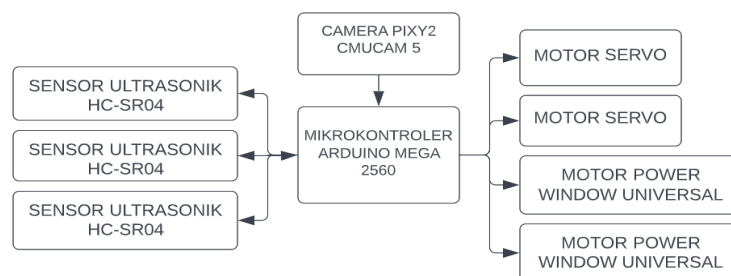 CAMERA PIXY2
CMUCAM 5
SENSOR ULTRASONIK
HC-SR04
SENSOR ULTRASONIK
HC-SR04
SENSOR ULTRASONIK
HC-SR04
MIKROKONTROLER
ARDUINO MEGA
2560
MOTOR SERVO
MOTOR SERVO
MOTOR POWER
WINDOW UNIVERSAL
MOTOR POWER
WINDOW UNIVERSAL